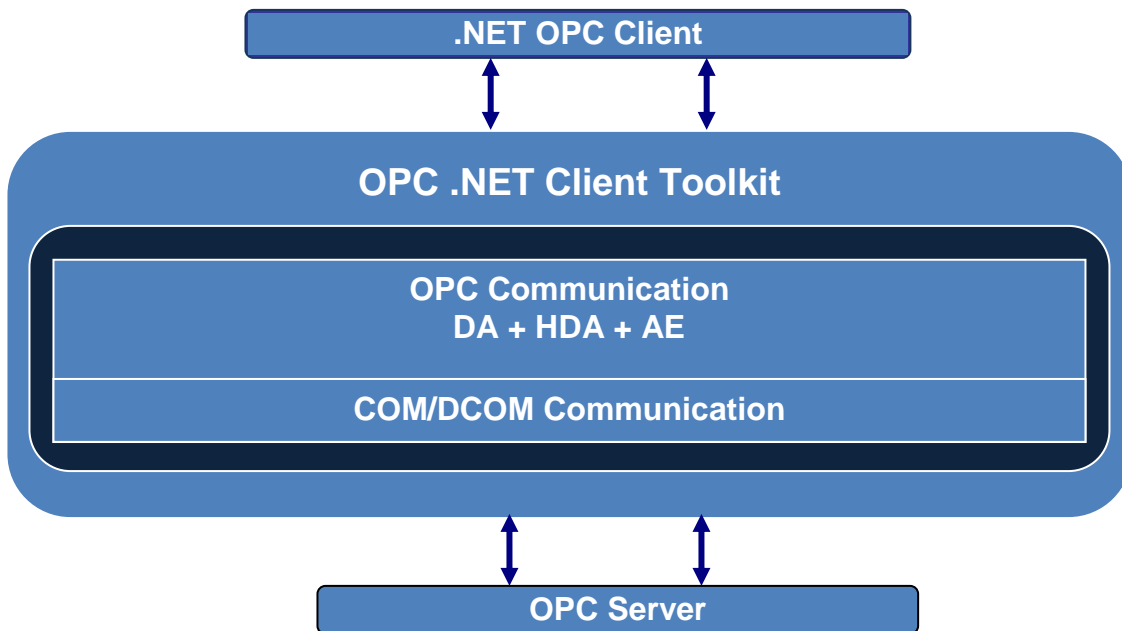 .NET OPC Client
OPC .NET Client Toolkit
OPC Communication
DA + HDA + AE
COM/DCOM Communication
OPC Server